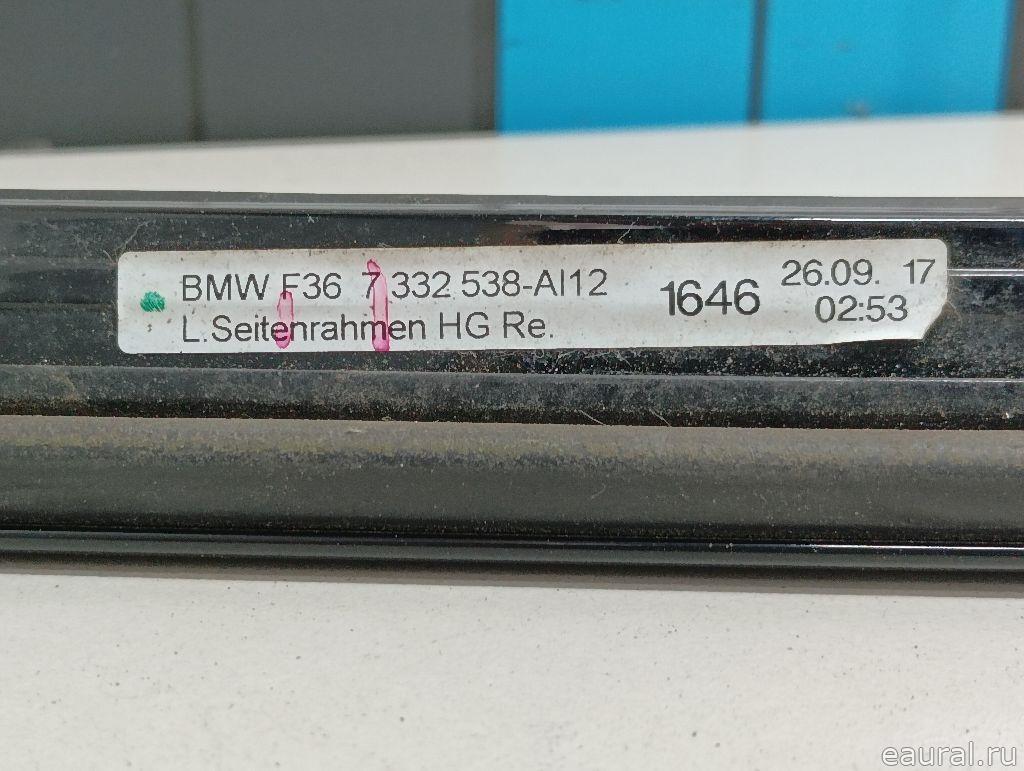 BMW F36 7 332 538-AI12
L.Seitenrahmen HG Re.
1646
26.09. 17
02:53
eaural.ru